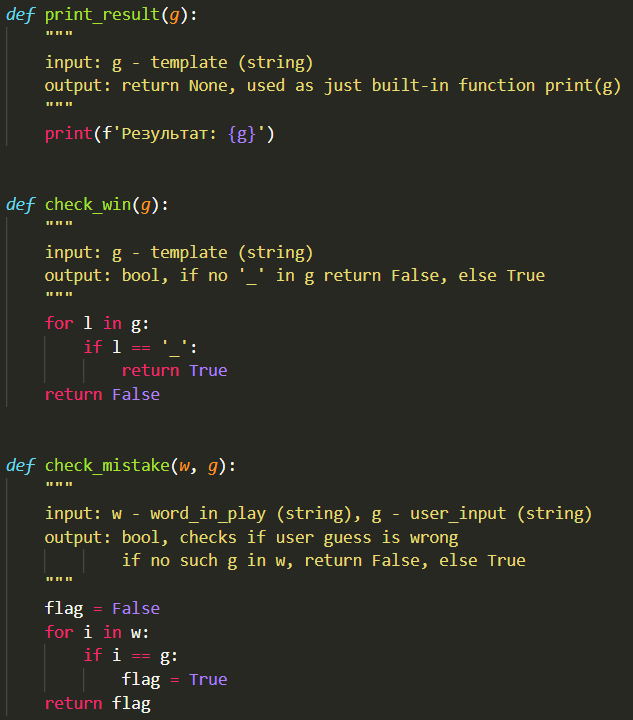 def print_result(g):
    """
    input: g - template (string)
    output: return None, used as just built-in function print(g)
    """
    print(f'Результат: {g}')
def check_win(g):
    """
    input: g - template (string)
    output: bool, if no '_' in g return False, else True
    """
    for l in g:
        if l == '_':
            return True
    return False
def check_mistake(w, g):
    """
    input: w - word_in_play (string), g - user_input (string)
    output: bool, checks if user guess is wrong
            if no such g in w, return False, else True
    """
    flag = False
    for i in w:
        if i == g:
            flag = True
    return flag